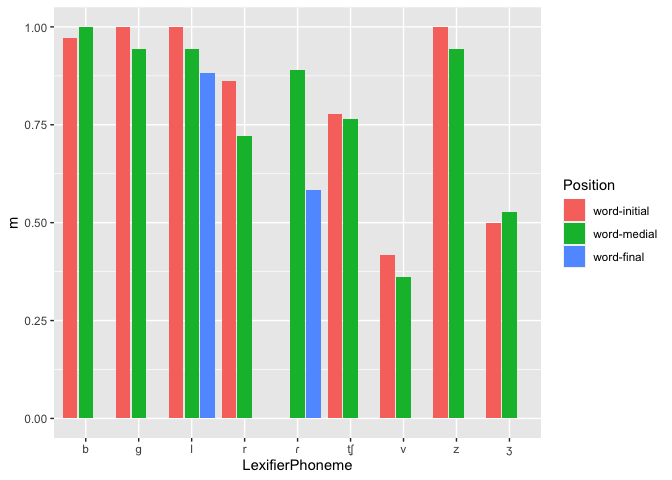 1.00
0.75
0.50
0.25
0.00
m
b g l r ɾ tʃ v z ʒ
LexifierPhoneme
Position
word-initial
word-medial
word-final